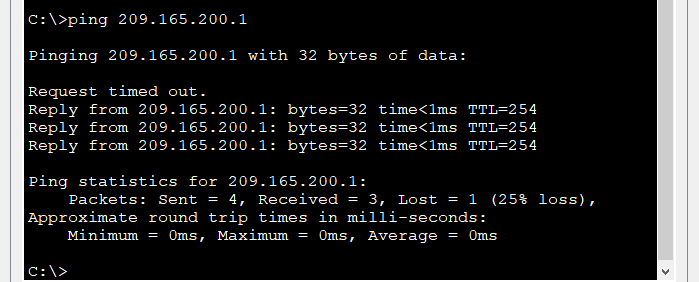 C:\>ping 209.165.200.1
Pinging 209.165.200.1 with 32 bytes of data:
Request timed out.
Reply from 209.165.200.1: bytes=32 time<1ms TTL=254
Reply from 209.165.200.1: bytes=32 time<1ms TTL=254
Reply from 209.165.200.1: bytes=32 time<1ms TTL=254
Ping statistics for 209.165.200.1:
Packets: Sent = 4, Received = 3, Lost = 1 (25% loss),
Approximate round trip times in milli-seconds:
Minimum = 0ms, Maximum = 0ms, Average = 0ms
C:\>